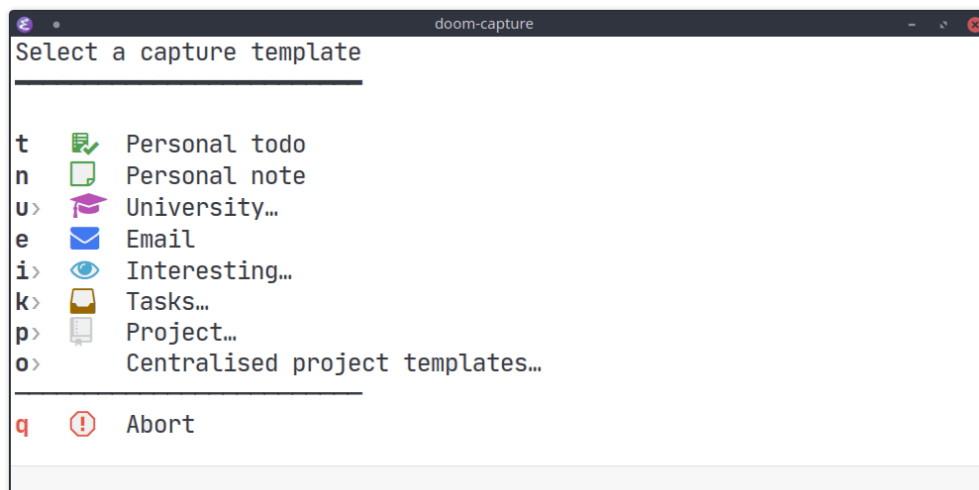 doom-capture
Select a capture template
t Personal todo
n Personal note
u› University…
e Email
i› Interesting…
k› Tasks…
p› Project…
o› Centralised project templates…
q Abort